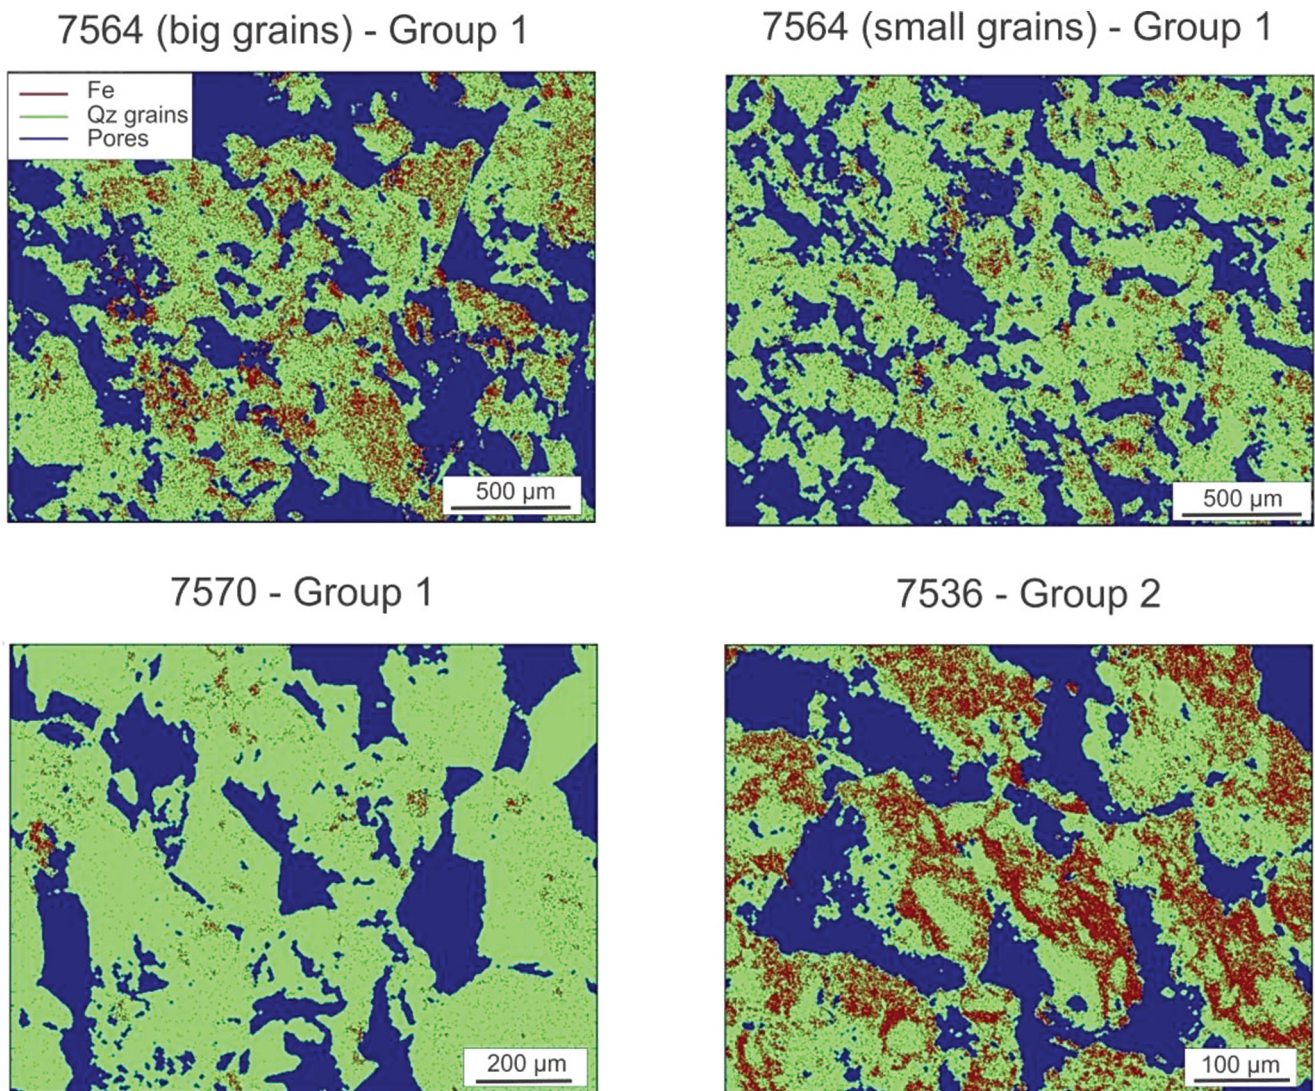 7564 (big grains) - Group 1
7564 (small grains) - Group 1
Fe
Qz grains
Pores
500 µm
500 µm
7570 - Group 1
7536 - Group 2
200 µm
100 µm